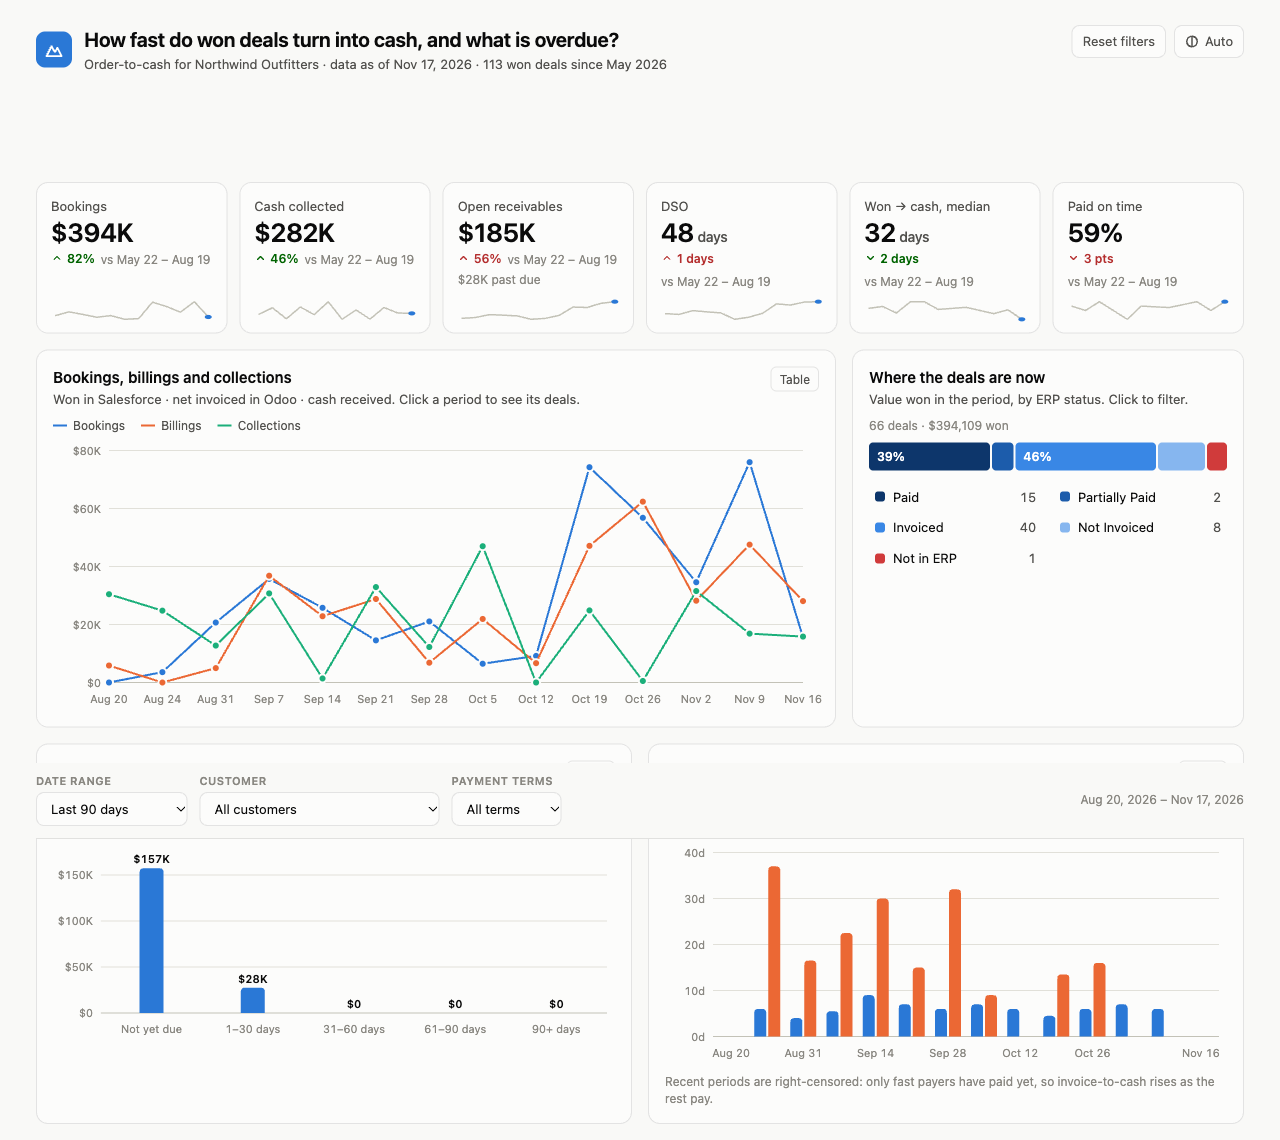 How fast do won deals turn into cash, and what is overdue?
Order-to-cash for Northwind Outfitters · data as of Nov 17, 2026 · 113 won deals since May 2026
Reset filters
Auto
Bookings
$394K
82% vs May 22 – Aug 19
Cash collected
$282K
46% vs May 22 – Aug 19
Open receivables
$185K
56% vs May 22 – Aug 19
$28K past due
DSO
48 days
1 days
vs May 22 – Aug 19
Won → cash, median
32 days
2 days
vs May 22 – Aug 19
Paid on time
59%
3 pts
vs May 22 – Aug 19
Bookings, billings and collections
Won in Salesforce · net invoiced in Odoo · cash received. Click a period to see its deals.
Table
Bookings Billings Collections
$80K
$60K
$40K
$20K
$0
Aug 20 Aug 24 Aug 31 Sep 7 Sep 14 Sep 21 Sep 28 Oct 5 Oct 12 Oct 19 Oct 26 Nov 2 Nov 9 Nov 16
Where the deals are now
Value won in the period, by ERP status. Click to filter.
66 deals · $394,109 won
39% 46%
Paid 15 Partially Paid 2
Invoiced 40 Not Invoiced 8
Not in ERP 1
DATE RANGE CUSTOMER PAYMENT TERMS
Last 90 days All customers All terms
Aug 20, 2026 – Nov 17, 2026
$157K
$150K
$100K
$50K
$28K
$0 $0 $0
$0
Not yet due 1–30 days 31–60 days 61–90 days 90+ days
40d
30d
20d
10d
0d
Aug 20 Aug 31 Sep 14 Sep 28 Oct 12 Oct 26 Nov 16
Recent periods are right-censored: only fast payers have paid yet, so invoice-to-cash rises as the
rest pay.